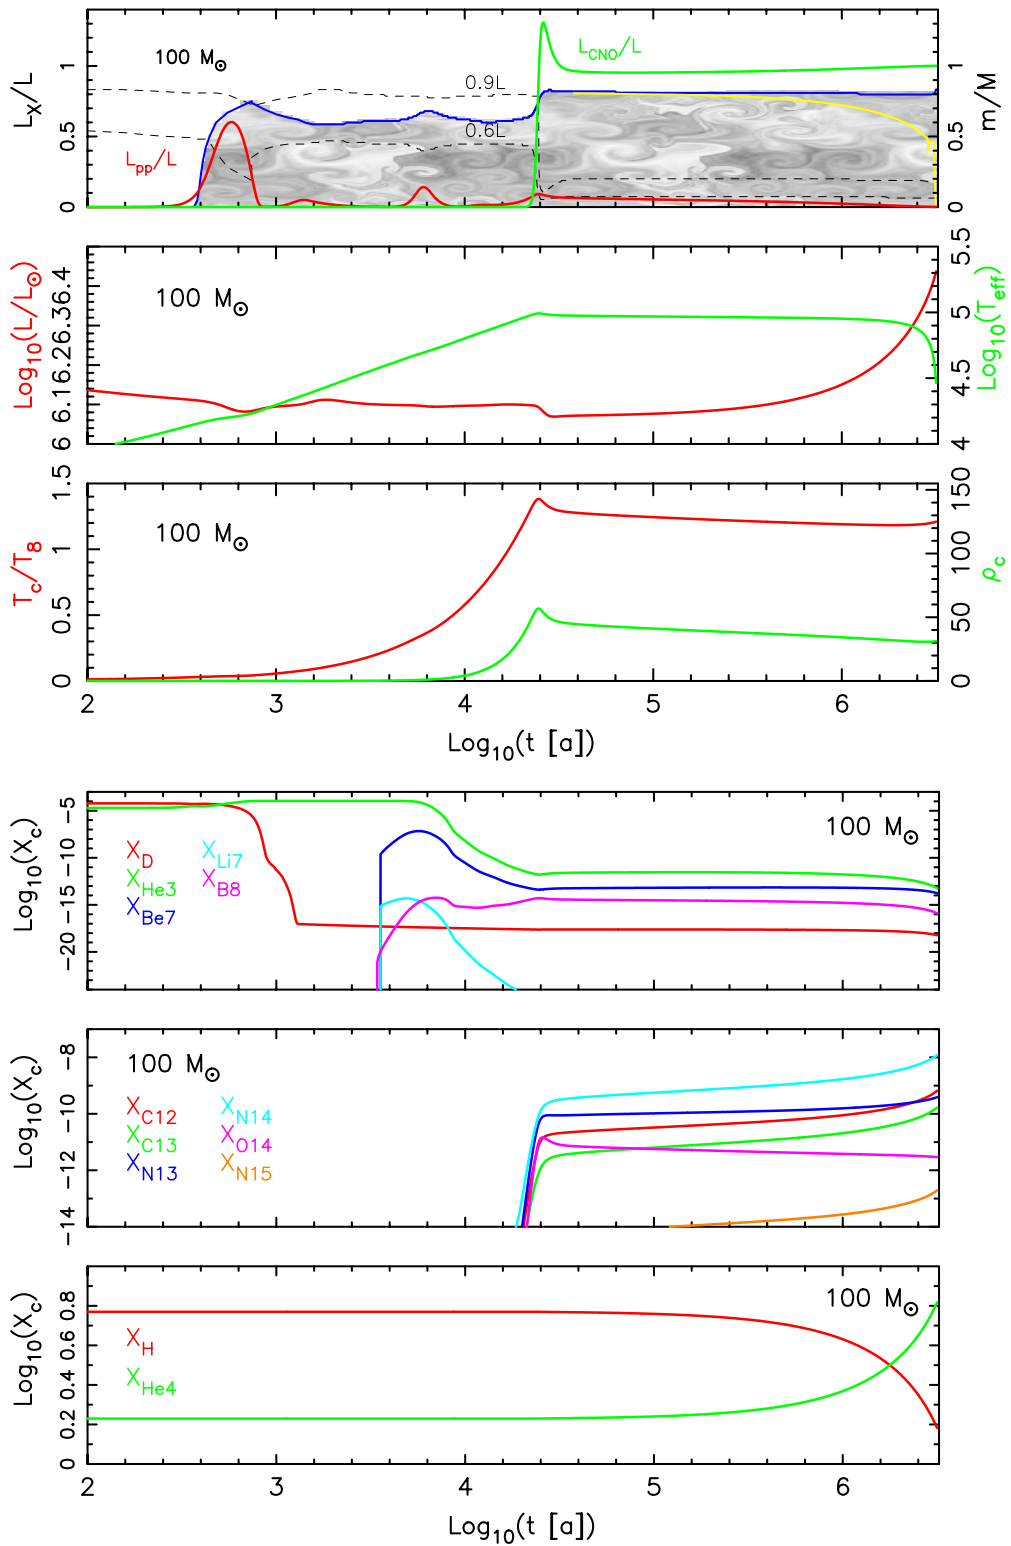 L_X/L
100 M⊙
0 0.5 1
0.9L
0.6L
L_pp/L
L_CNO/L
0 0.5 1
m/M
Log₁₀(L/L⊙)
6 6.1 6.2 6.3 6.4
100 M⊙
4 4.5 5 5.5
Log₁₀(T_eff)
T_c/T_8
0 0.5 1 1.5
100 M⊙
0 50 100 150
ρ_c
2 3 4 5 6
Log₁₀(t [a])
Log₁₀(X_c)
−20 −15 −10 −5
100 M⊙
X_D X_Li7
X_He3 X_B8
X_Be7
Log₁₀(X_c)
−14 −12 −10 −8
100 M⊙
X_C12 X_N14
X_C13 X_O14
X_N13 X_N15
Log₁₀(X_c)
0 0.2 0.4 0.6 0.8
100 M⊙
X_H
X_He4
2 3 4 5 6
Log₁₀(t [a])